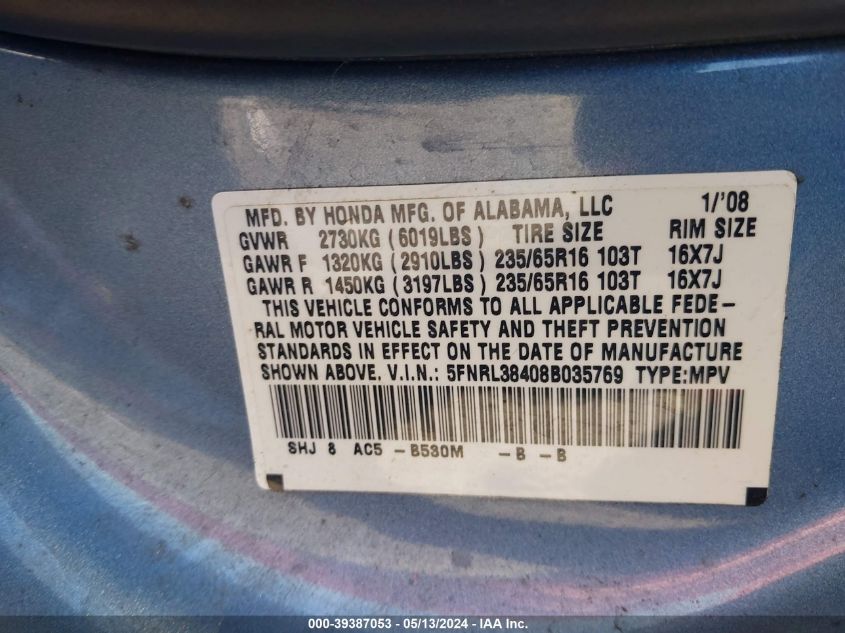 MFD. BY HONDA MFG. OF ALABAMA, LLC 1/'08
GVWR 2730KG (6019LBS) TIRE SIZE RIM SIZE
GAWR F 1320KG (2910LBS) 235/65R16 103T 16X7J
GAWR R 1450KG (3197LBS) 235/65R16 103T 16X7J
THIS VEHICLE CONFORMS TO ALL APPLICABLE FEDE-
RAL MOTOR VEHICLE SAFETY AND THEFT PREVENTION
STANDARDS IN EFFECT ON THE DATE OF MANUFACTURE
SHOWN ABOVE. V.I.N.: 5FNRL38408B035769 TYPE:MPV
SHJ 8 AC5 -B530M -B -B
000-39387053 - 05/13/2024 - IAAI.com